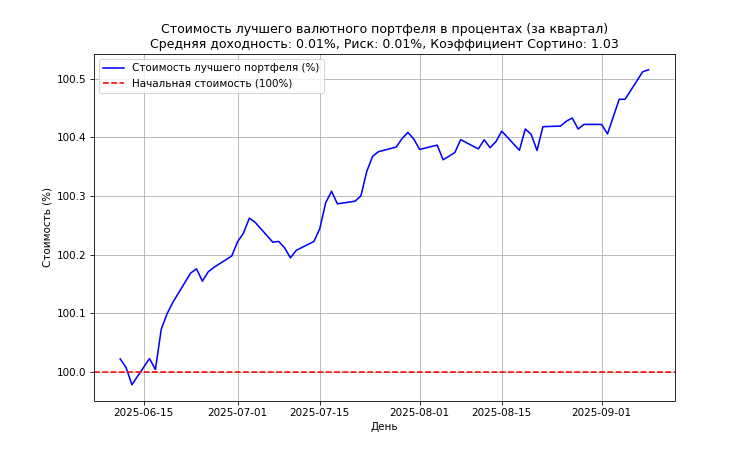 Стоимость лучшего валютного портфеля в процентах (за квартал)
Средняя доходность: 0.01%, Риск: 0.01%, Коэффициент Сортино: 1.03
Стоимость лучшего портфеля (%)
Начальная стоимость (100%)
Стоимость (%)
100.5
100.4
100.3
100.2
100.1
100.0
2025-06-15
2025-07-01
2025-07-15
2025-08-01
2025-08-15
2025-09-01
День